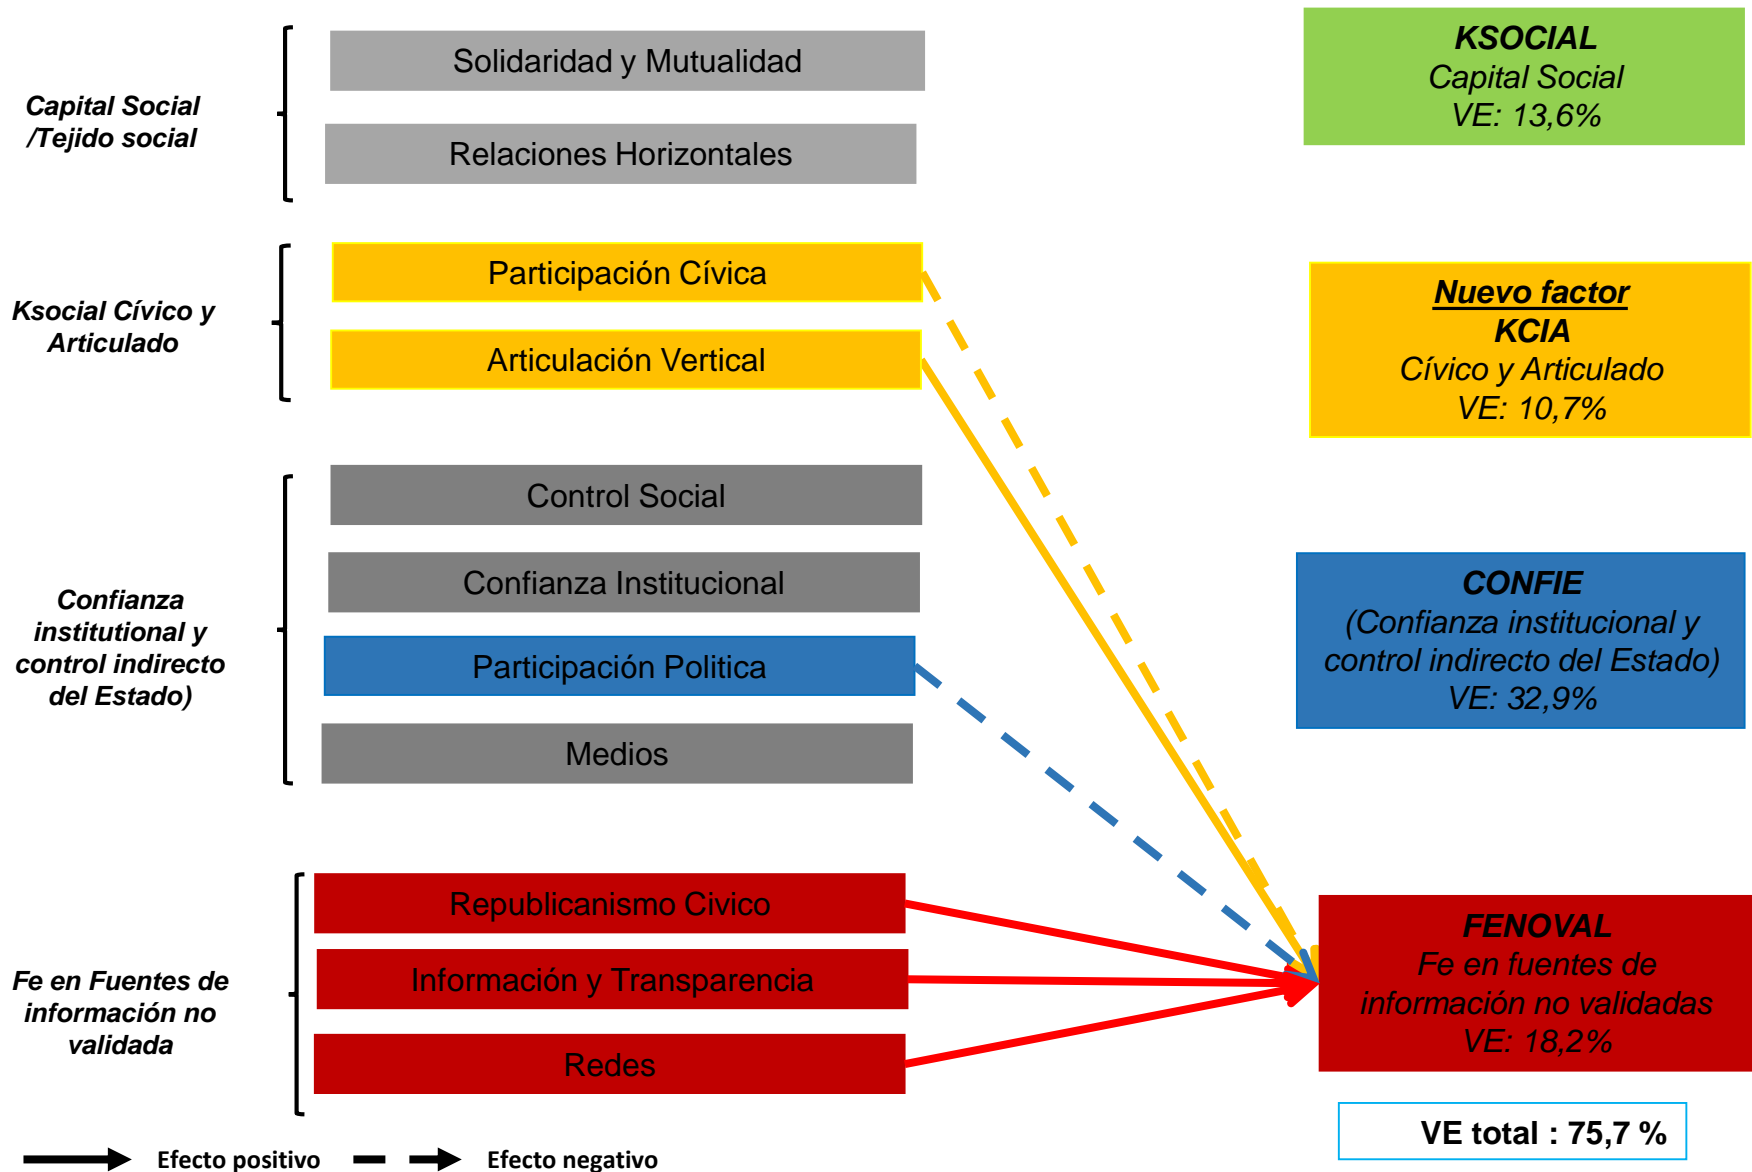 Capital Social
/Tejido social
Solidaridad y Mutualidad
Relaciones Horizontales
KSOCIAL
Capital Social
VE: 13,6%
Ksocial Cívico y
Articulado
Participación Cívica
Articulación Vertical
Nuevo factor
KCIA
Cívico y Articulado
VE: 10,7%
Confianza
institutional y
control indirecto
del Estado)
Control Social
Confianza Institucional
Participación Politica
Medios
CONFIE
(Confianza institucional y
control indirecto del Estado)
VE: 32,9%
Fe en Fuentes de
información no
validada
Republicanismo Civico
Información y Transparencia
Redes
FENOVAL
Fe en fuentes de
información no validadas
VE: 18,2%
VE total : 75,7 %
Efecto positivo
Efecto negativo